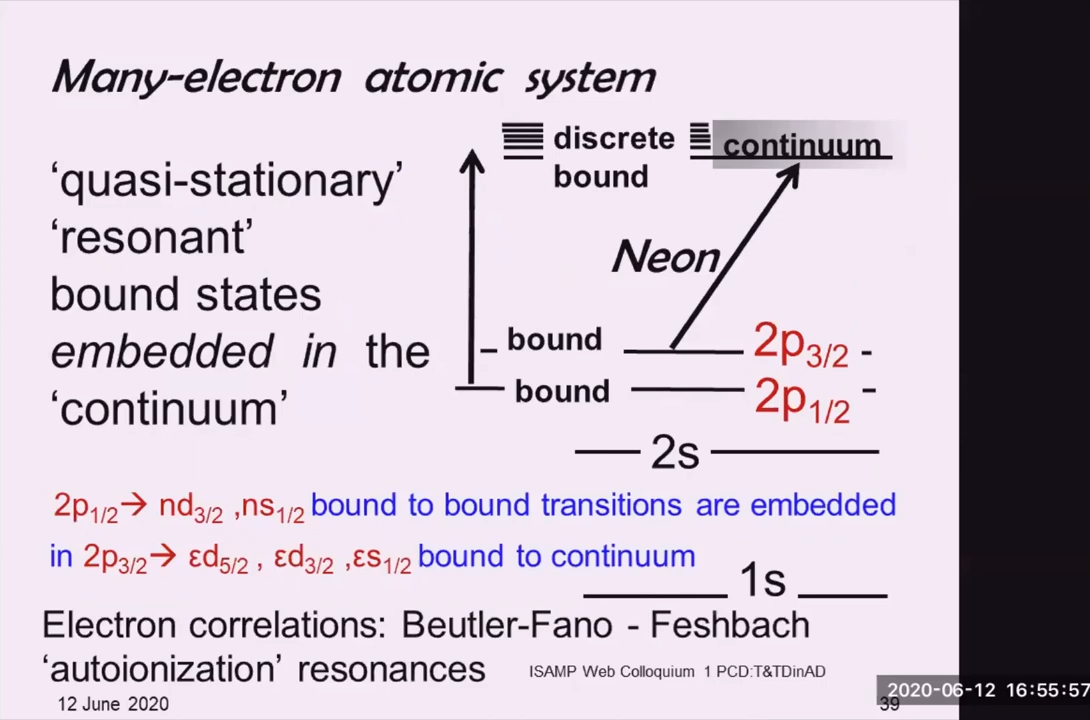 Many-electron atomic system
discrete continuum
bound
‘quasi-stationary’
‘resonant’
bound states
embedded in the
‘continuum’
Neon
bound 2p3/2 -
bound 2p1/2 -
2s
2p1/2→ nd3/2 ,ns1/2 bound to bound transitions are embedded
in 2p3/2→ εd5/2 , εd3/2 ,εs1/2 bound to continuum
1s
Electron correlations: Beutler-Fano - Feshbach
‘autoionization’ resonances
ISAMP Web Colloquium 1 PCD:T&TDinAD
12 June 2020
39
2020-06-12 16:55:57